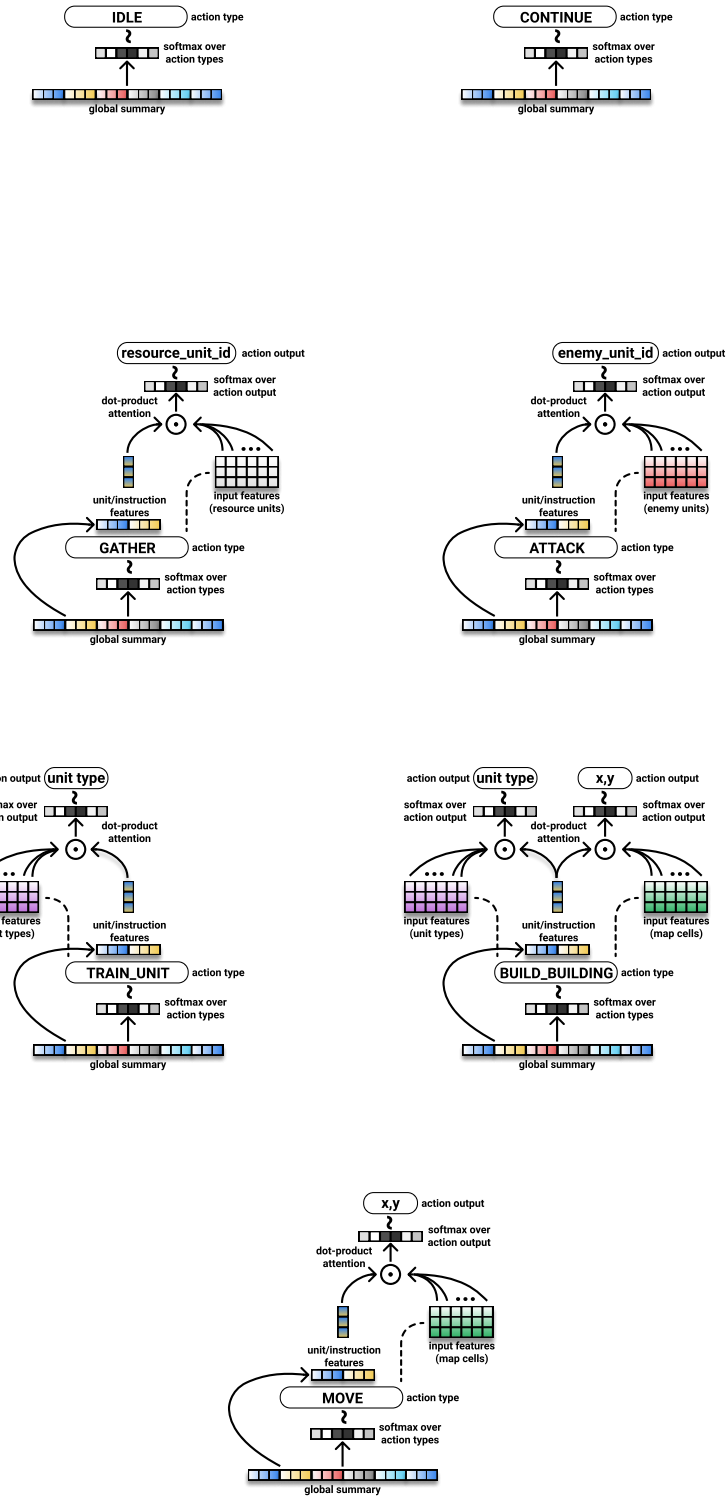 IDLE
action type
softmax over
action types
global summary
CONTINUE
action type
softmax over
action types
global summary
resource_unit_id
action output
softmax over
action output
dot-product
attention
input features
(resource units)
unit/instruction
features
GATHER
action type
softmax over
action types
global summary
enemy_unit_id
action output
softmax over
action output
dot-product
attention
input features
(enemy units)
unit/instruction
features
ATTACK
action type
softmax over
action types
global summary
on output
unit type
ax over
n output
dot-product
attention
features
t types)
unit/instruction
features
TRAIN_UNIT
action type
softmax over
action types
global summary
action output
unit type
x,y
action output
softmax over
action output
softmax over
action output
dot-product
attention
input features
(unit types)
unit/instruction
features
input features
(map cells)
BUILD_BUILDING
action type
softmax over
action types
global summary
x,y
action output
softmax over
action output
dot-product
attention
input features
(map cells)
unit/instruction
features
MOVE
action type
softmax over
action types
global summary